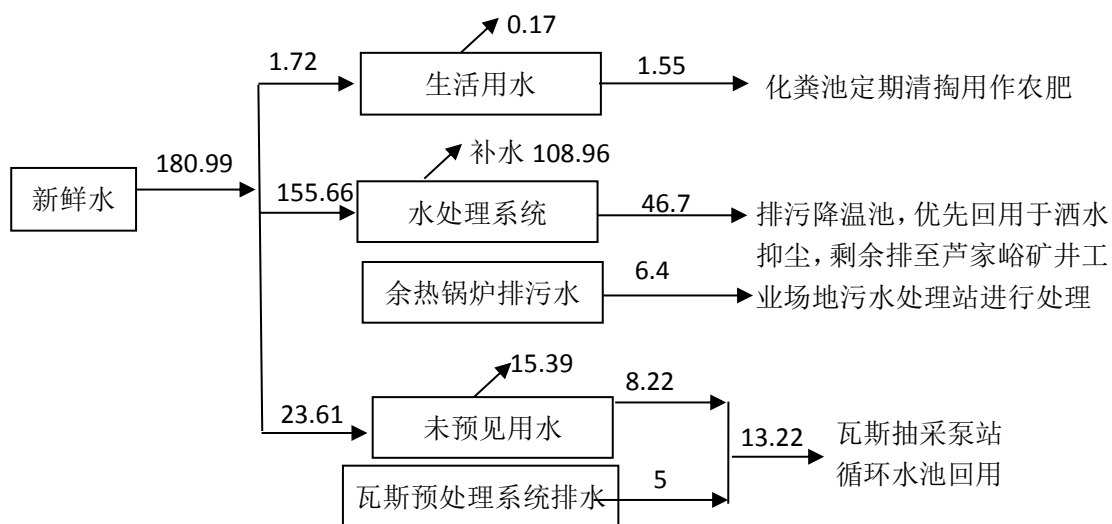 0.17
1.72
生活用水
1.55
化粪池定期清掏用作农肥
新鲜水
180.99
补水 108.96
155.66
水处理系统
46.7
排污降温池，优先回用于洒水
抑尘，剩余排至芦家峪矿井工
业场地污水处理站进行处理
余热锅炉排污水
6.4
15.39
23.61
未预见用水
8.22
13.22
瓦斯抽采泵站
循环水池回用
瓦斯预处理系统排水
5